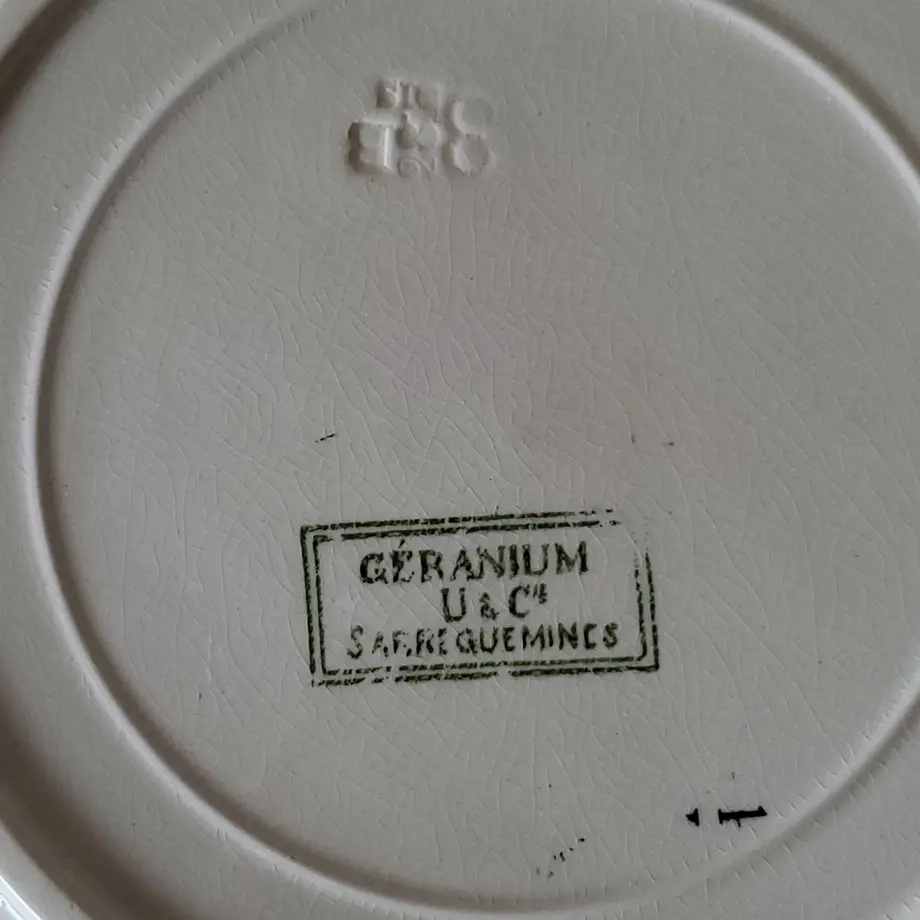 GÉRANIUM
U & Cie
SARREGUEMINES